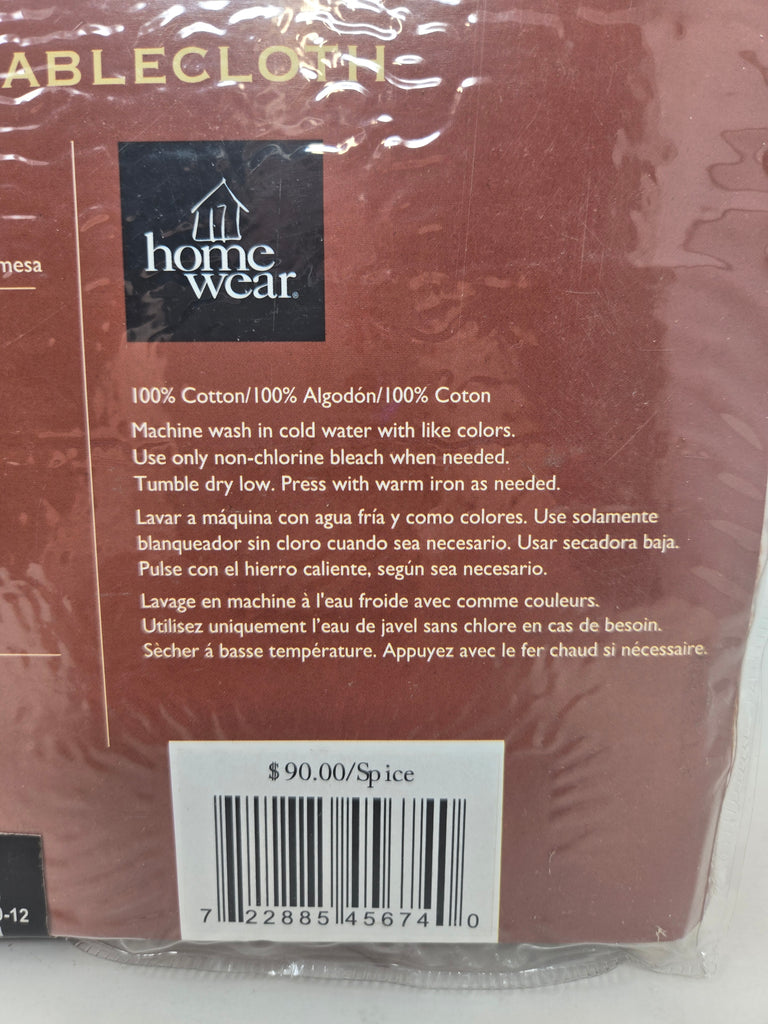 ABLECLOTH
mesa
home
wear®
100% Cotton/100% Algodón/100% Coton
Machine wash in cold water with like colors.
Use only non-chlorine bleach when needed.
Tumble dry low. Press with warm iron as needed.
Lavar a máquina con agua fría y como colores. Use solamente
blanqueador sin cloro cuando sea necesario. Usar secadora baja.
Pulse con el hierro caliente, según sea necesario.
Lavage en machine à l'eau froide avec comme couleurs.
Utilisez uniquement l'eau de javel sans chlore en cas de besoin.
Sècher á basse température. Appuyez avec le fer chaud si nécessaire.
$90.00/Spice
7 22885 45674 0
-12